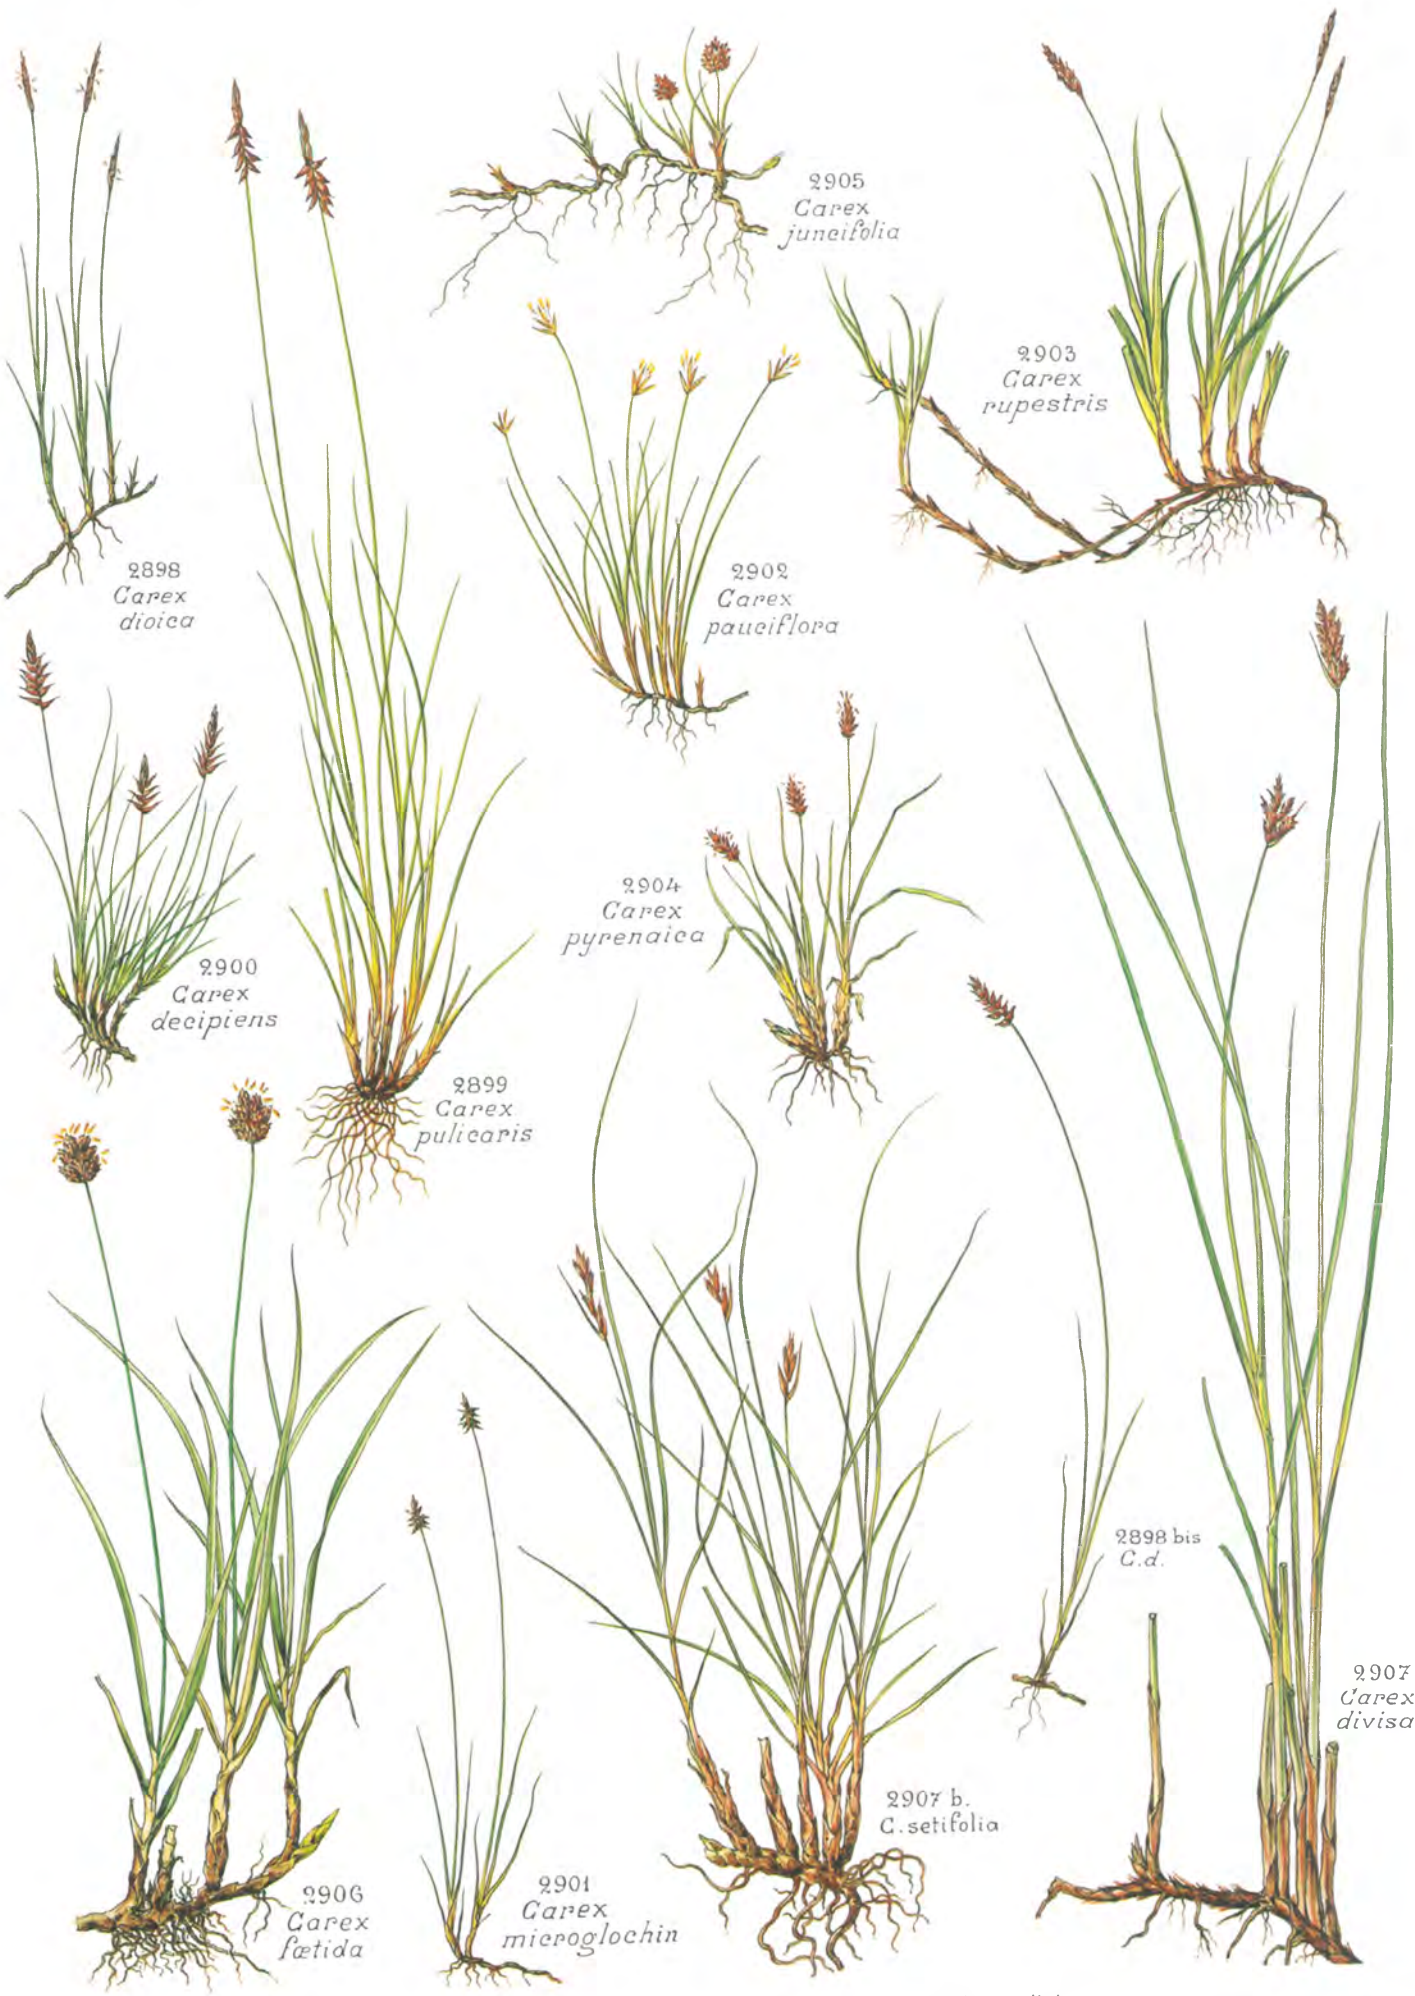 2905
Carex
juncifolia
2903
Carex
rupestris
2898
Carex
dioica
2902
Carex
pauciflora
2904
Carex
pyrenaica
2900
Carex
decipiens
2899
Carex
pulicaris
2898 bis
C.d.
2907
Carex
divisa
2907 b.
C. setifolia
2906
Carex
fœtida
2901
Carex
microglochin